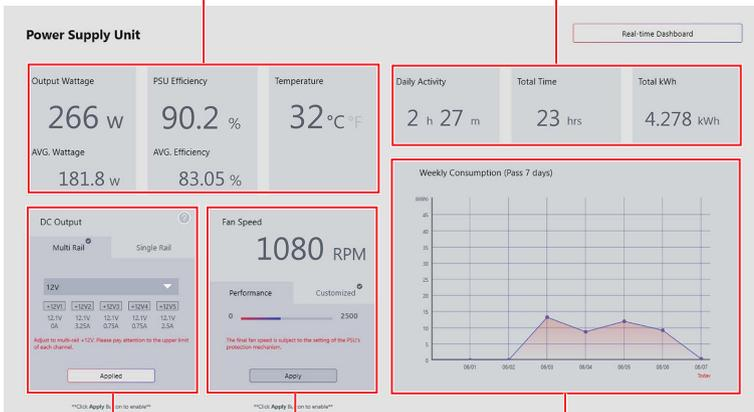 Power Supply Unit
Real-time Dashboard
Output Wattage
266 W
AVG. Wattage
181.8 W
PSU Efficiency
90.2 %
AVG. Efficiency
83.05 %
Temperature
32 °C °F
Daily Activity
2 h 27 m
Total Time
23 hrs
Total kWh
4.278 kWh
DC Output
?
Multi Rail
Single Rail
12V
+12V1 +12V2 +12V3 +12V4 +12V5
12.1V 12.1V 12.1V 12.1V 12.1V
0A 3.25A 0.75A 0.75A 2.5A
Adjust to multi-rail +12V. Please pay attention to the upper limit
of each channel.
Applied
**Click Apply Button to enable**
Fan Speed
1080 RPM
Performance
Customized
0 2500
The final fan speed is subject to the setting of the PSU's
protection mechanism.
Apply
**Click Apply Button to enable**
Weekly Consumption (Pass 7 days)
45
40
35
30
25
20
15
10
5
0
08/01 08/02 08/03 08/04 08/05 08/06 08/07
Today